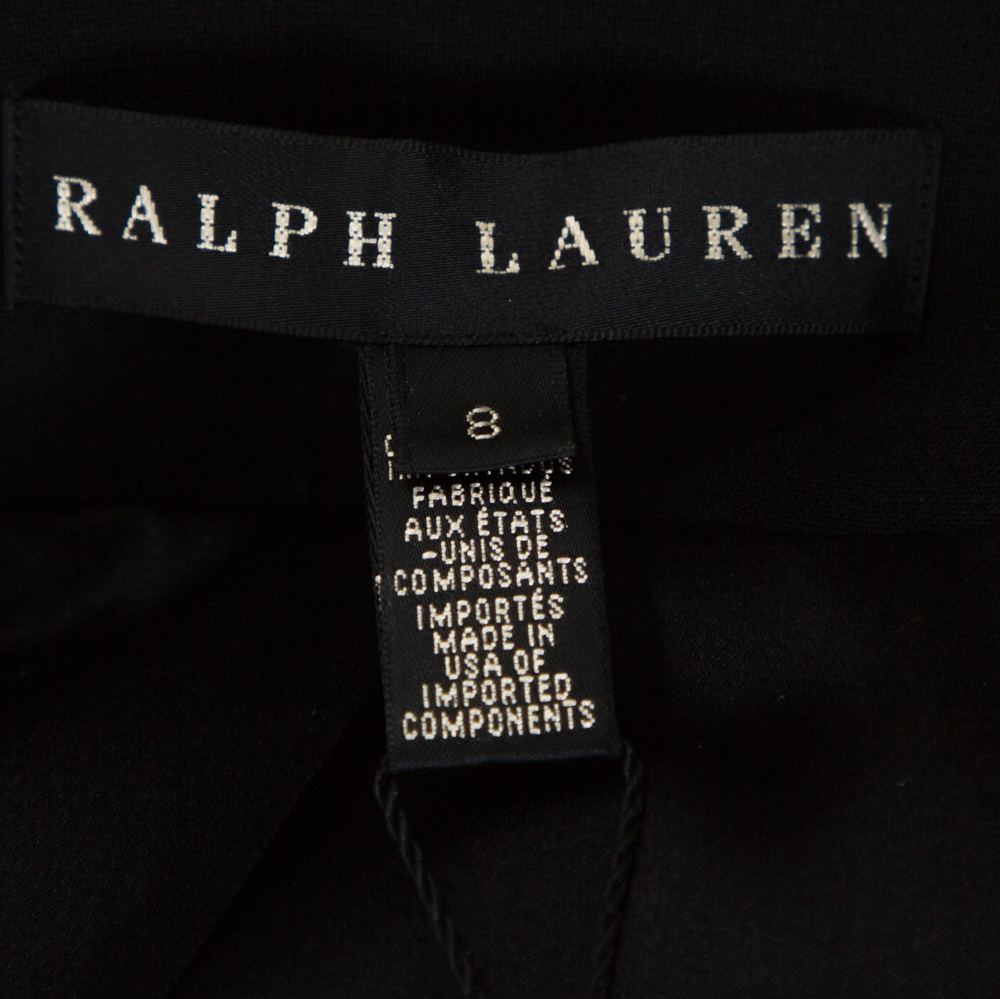 RALPH LAUREN
8
FABRIQUÉ
AUX ÉTATS
-UNIS DE
COMPOSANTS
IMPORTÉS
MADE IN
USA OF
IMPORTED
COMPONENTS